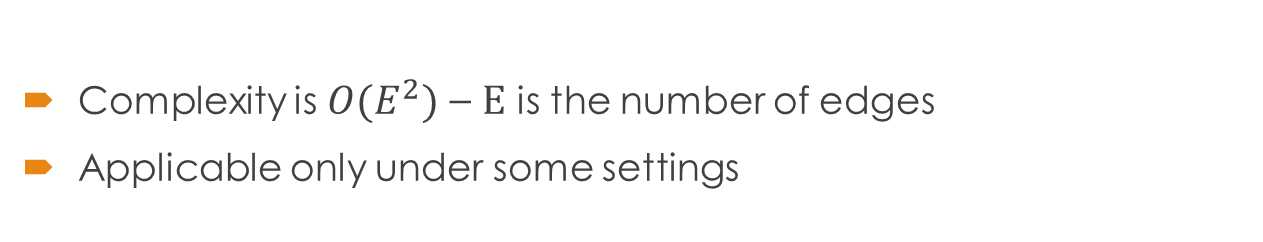 Complexity is 𝑂(𝐸²) – E is the number of edges
Applicable only under some settings